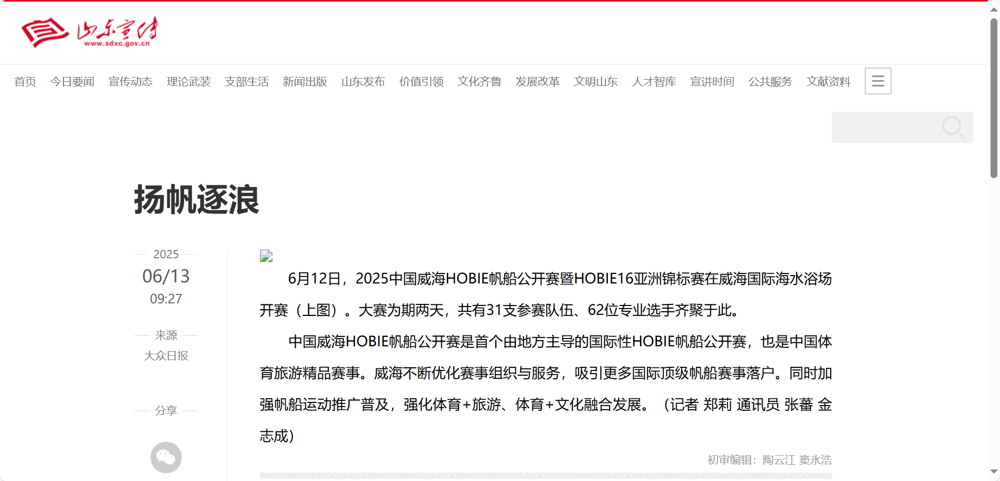 山东宣传
www.sdxc.gov.cn
首页 今日要闻 宣传动态 理论武装 支部生活 新闻出版 山东发布 价值引领 文化齐鲁 发展改革 文明山东 人才智库 宣讲时间 公共服务 文献资料
扬帆逐浪
2025
06/13
09:27
来源
大众日报
分享
6月12日，2025中国威海HOBIE帆船公开赛暨HOBIE16亚洲锦标赛在威海国际海水浴场
开赛（上图）。大赛为期两天，共有31支参赛队伍、62位专业选手齐聚于此。
中国威海HOBIE帆船公开赛是首个由地方主导的国际性HOBIE帆船公开赛，也是中国体
育旅游精品赛事。威海不断优化赛事组织与服务，吸引更多国际顶级帆船赛事落户。同时加
强帆船运动推广普及，强化体育+旅游、体育+文化融合发展。（记者 郑莉 通讯员 张蕃 金
志成）
初审编辑：陶云江 窦永浩